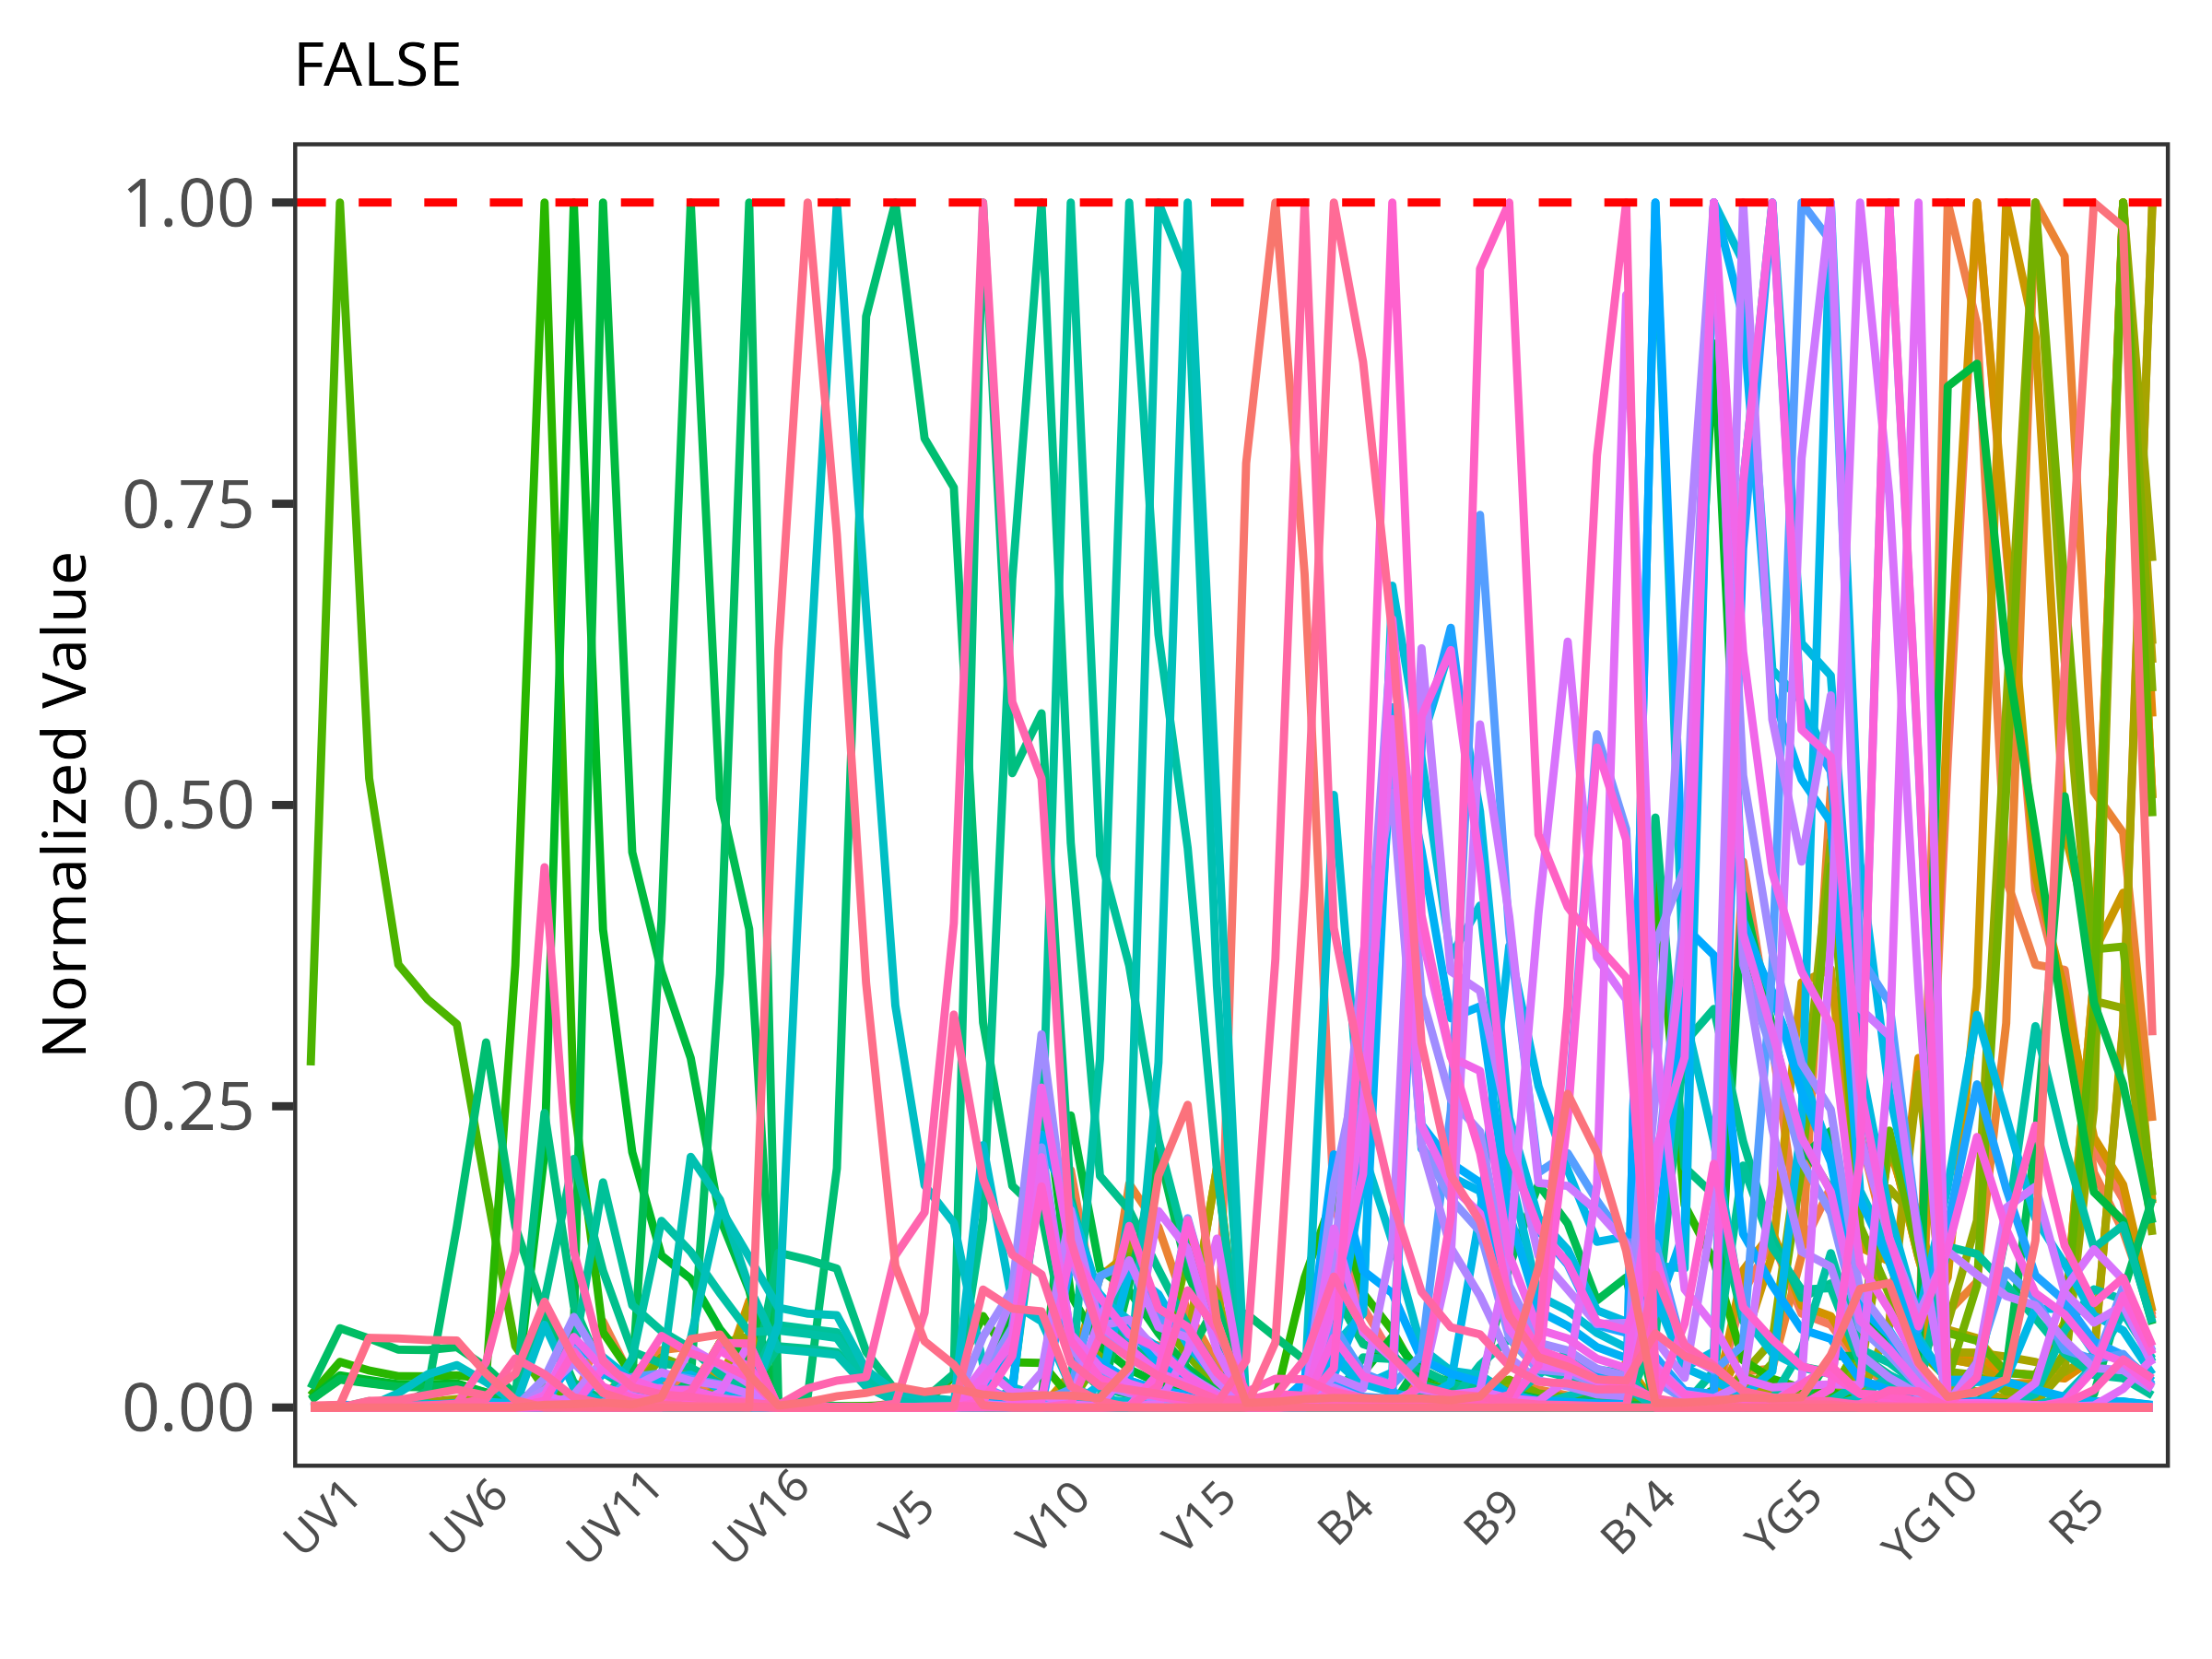 FALSE
Normalized Value
1.00
0.75
0.50
0.25
0.00
UV1
UV6
UV11
UV16
V5
V10
V15
B4
B9
B14
YG5
YG10
R5